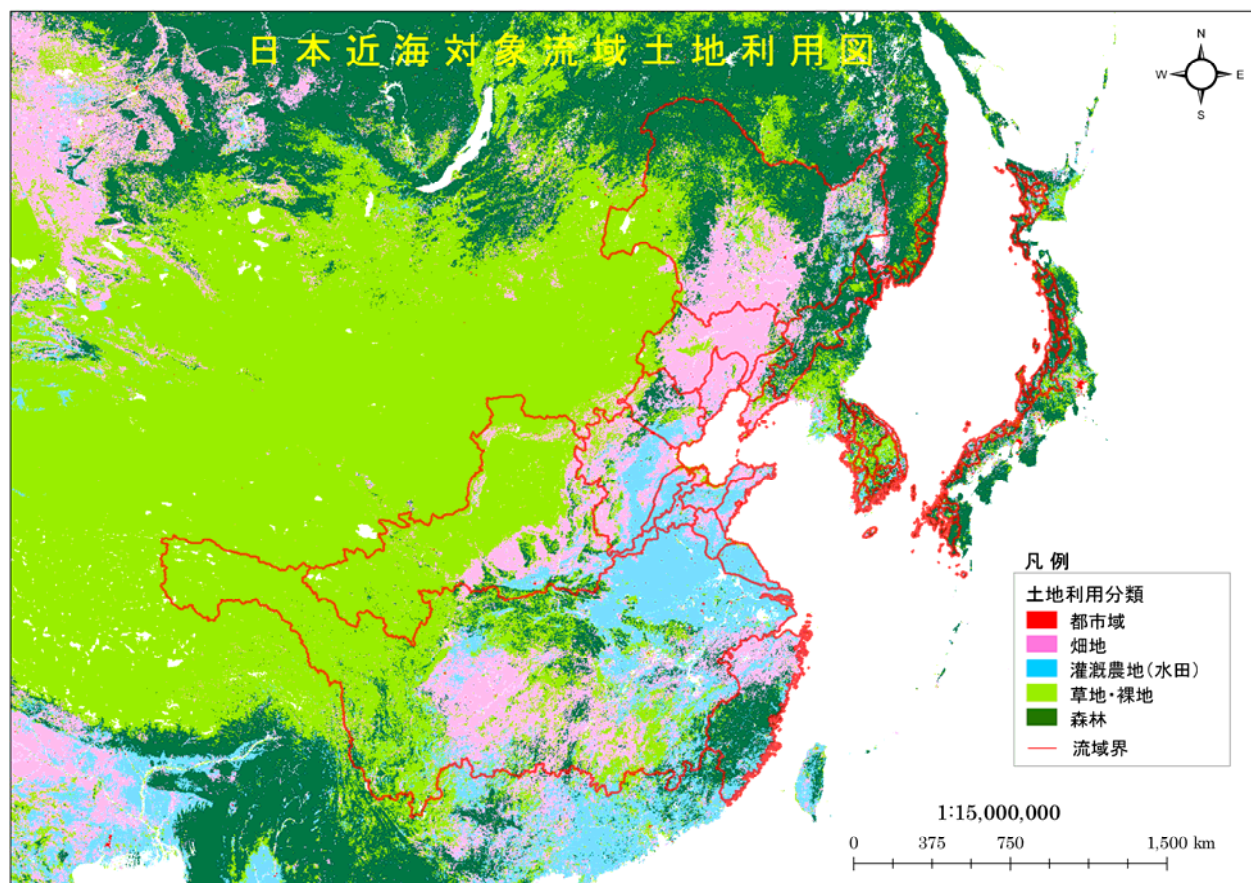 日本近海対象流域土地利用図
N
W E
S
凡例
土地利用分類
都市域
畑地
灌漑農地(水田)
草地・裸地
森林
流域界
1:15,000,000
0 375 750 1,500 km